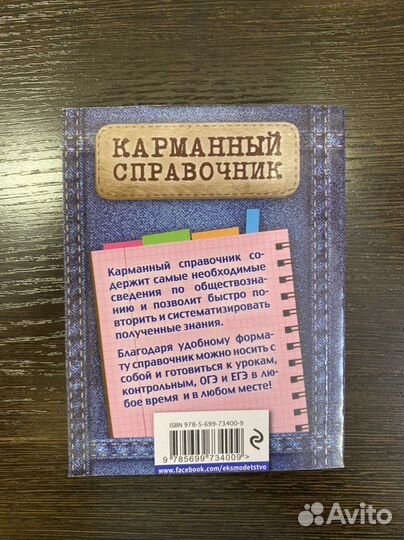 КАРМАННЫЙ
СПРАВОЧНИК
Карманный справочник со-
держит самые необходимые
сведения по обществозна-
нию и позволит быстро по-
вторить и систематизировать
полученные знания.
Благодаря удобному форма-
ту справочник можно носить с
собой и готовиться к урокам,
контрольным, ОГЭ и ЕГЭ в лю-
бое время и в любом месте!
ISBN 978-5-699-73400-9
9 785699 734009 >
www.facebook.com/eksmodetstvo
Avito